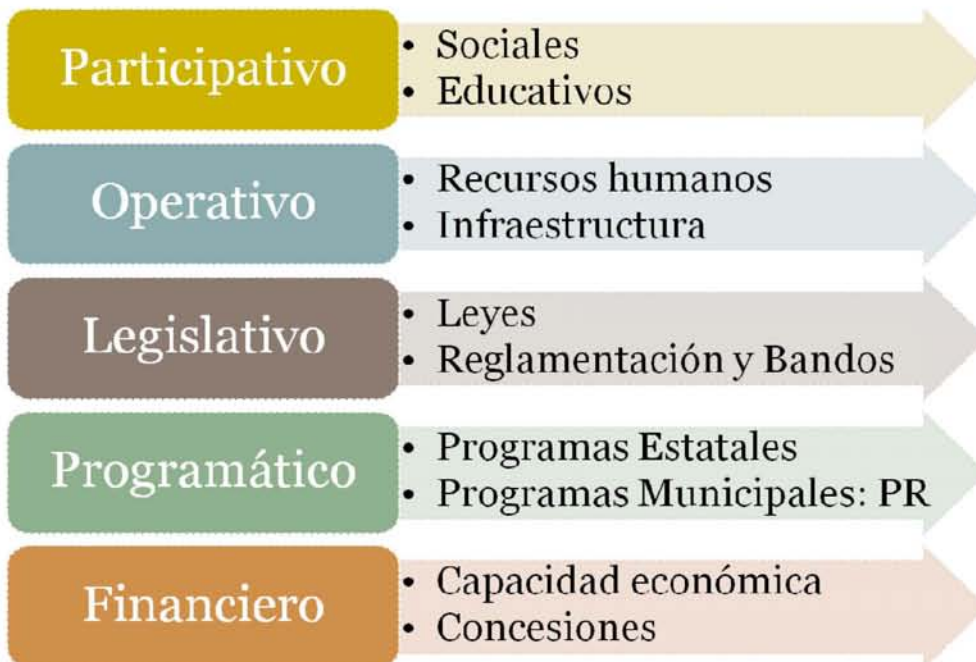 Participativo
• Sociales
• Educativos
Operativo
• Recursos humanos
• Infraestructura
Legislativo
• Leyes
• Reglamentación y Bandos
Programático
• Programas Estatales
• Programas Municipales: PR
Financiero
• Capacidad económica
• Concesiones